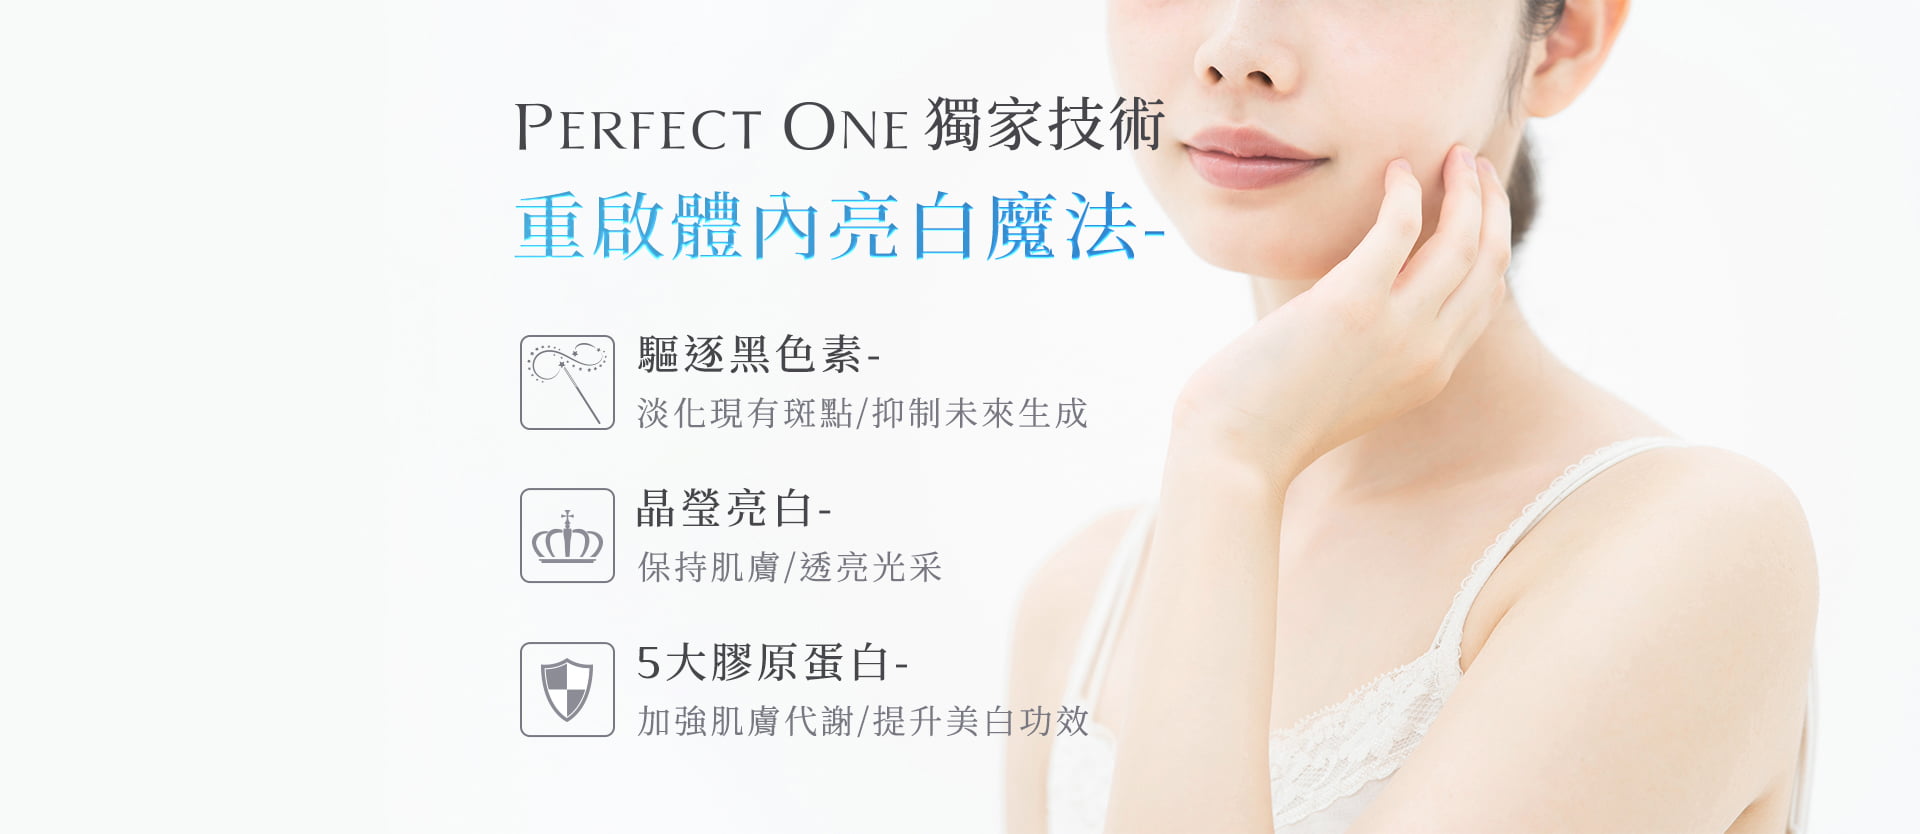 PERFECT ONE 獨家技術
重啟體內亮白魔法-
驅逐黑色素-
淡化現有斑點/抑制未來生成
晶瑩亮白-
保持肌膚/透亮光采
5大膠原蛋白-
加強肌膚代謝/提升美白功效